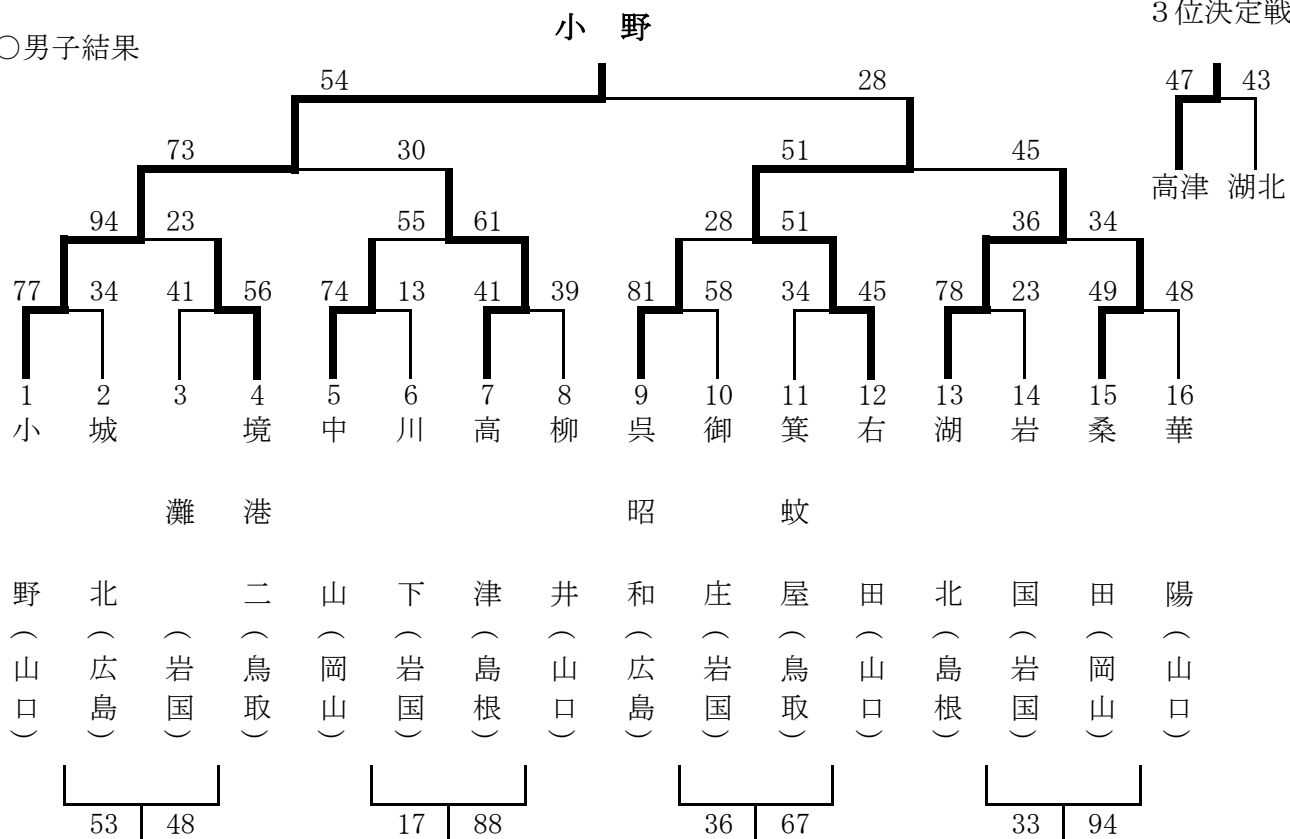 小 野
３位決定戦
○男子結果
54 28
47 43
73 30 51 45
高津 湖北
94 23 55 61 28 51 36 34
77 34 41 56 74 13 41 39 81 58 34 45 78 23 49 48
1 2 3 4 5 6 7 8 9 10 11 12 13 14 15 16
小野（山口）
城北（広島）
灘（岩国）
境港二（鳥取）
中山（岡山）
川下（岩国）
高津（島根）
柳井（山口）
呉昭和（広島）
御庄（岩国）
箕蚊屋（鳥取）
右田（山口）
湖北（島根）
岩国（岩国）
桑田（岡山）
華陽（山口）
53 48 17 88 36 67 33 94